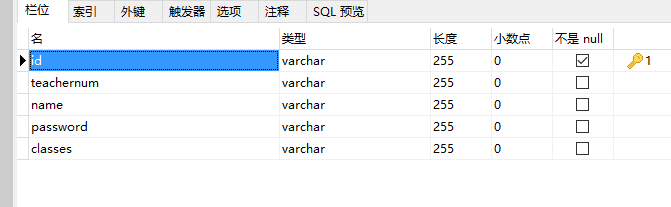 栏位 索引 外键 触发器 选项 注释 SQL 预览
名 类型 长度 小数点 不是 null
id varchar 255 0 1
teachernum varchar 255 0
name varchar 255 0
password varchar 255 0
classes varchar 255 0